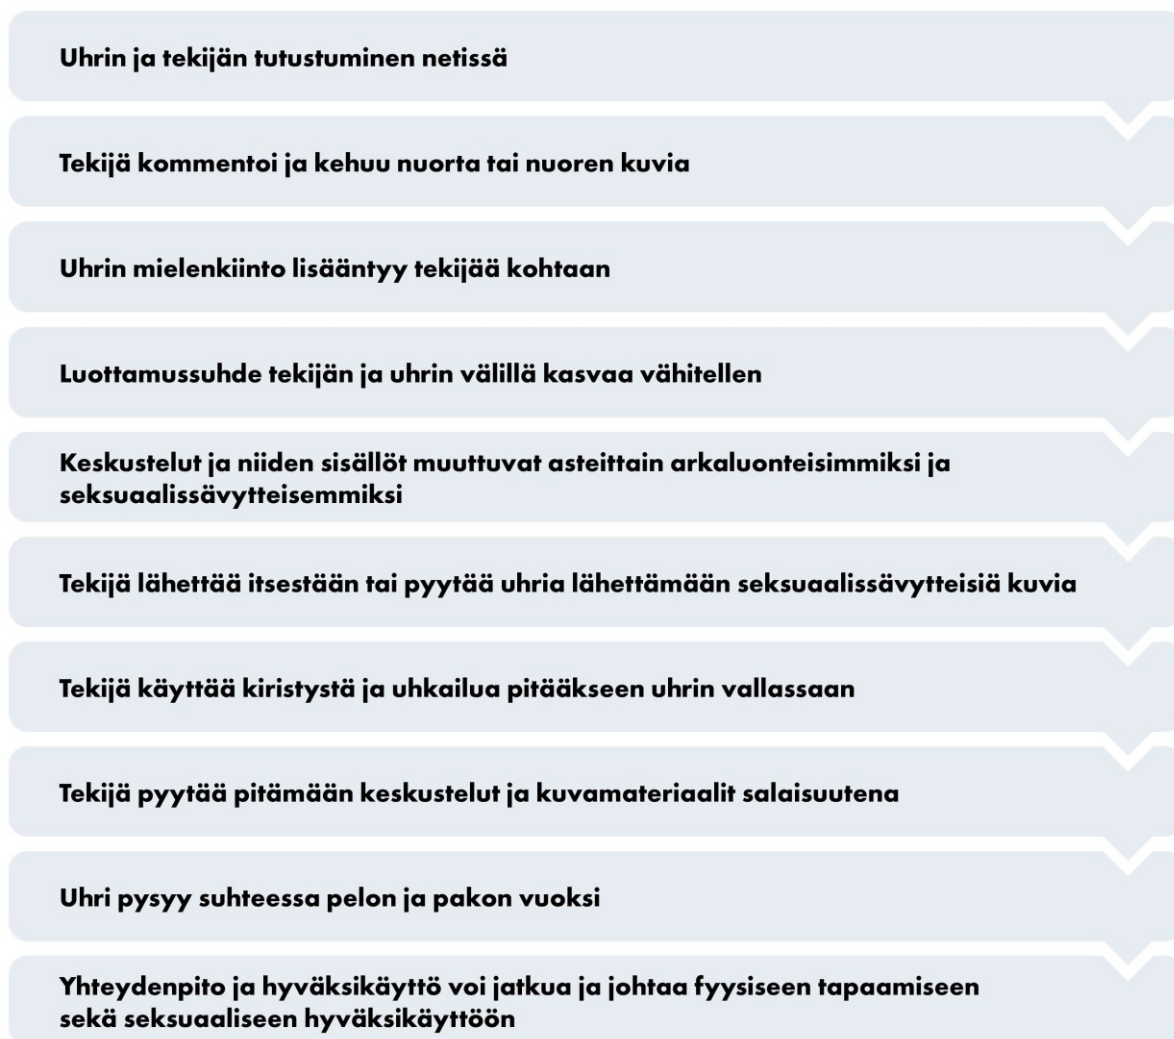 Uhrin ja tekijän tutustuminen netissä
Tekijä kommentoi ja kehuu nuorta tai nuoren kuvia
Uhrin mielenkiinto lisääntyy tekijää kohtaan
Luottamussuhde tekijän ja uhrin välillä kasvaa vähitellen
Keskustelut ja niiden sisällöt muuttuvat asteittain arkaluonteisimmiksi ja
seksuaalissävytteisemmiksi
Tekijä lähettää itsestään tai pyytää uhria lähettämään seksuaalissävytteisiä kuvia
Tekijä käyttää kiristystä ja uhkailua pitääkseen uhrin vallassaan
Tekijä pyytää pitämään keskustelut ja kuvamateriaalit salaisuutena
Uhri pysyy suhteessa pelon ja pakon vuoksi
Yhteydenpito ja hyväksikäyttö voi jatkua ja johtaa fyysiseen tapaamiseen
sekä seksuaaliseen hyväksikäyttöön